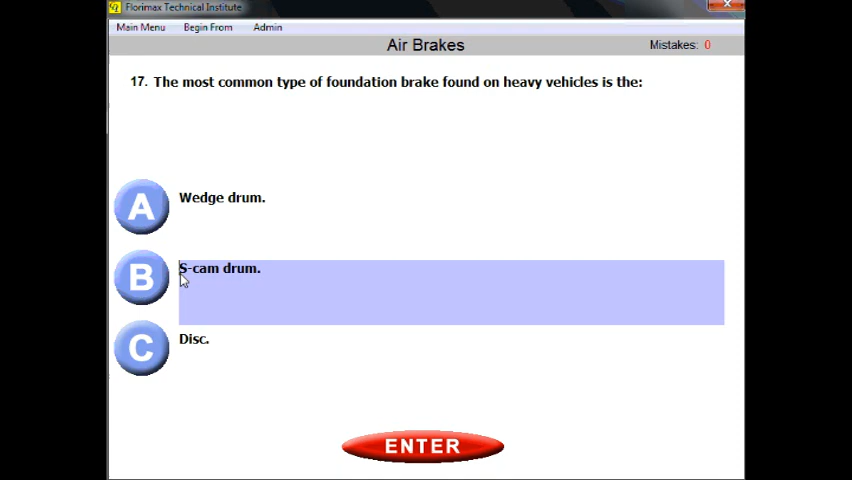 Florimax Technical Institute
Main Menu Begin From Admin
Air Brakes Mistakes: 0
17. The most common type of foundation brake found on heavy vehicles is the:
A Wedge drum.
B S-cam drum.
C Disc.
ENTER